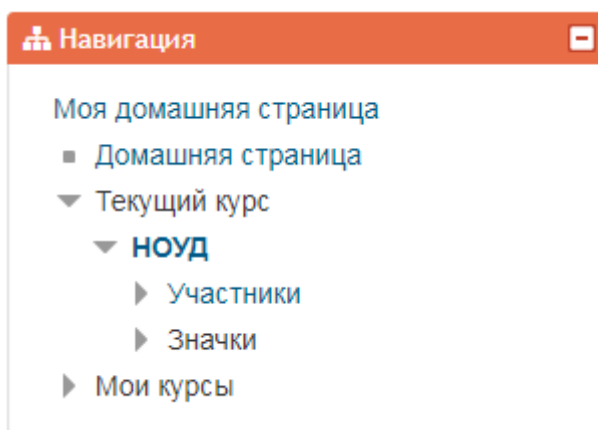 Навигация
Моя домашняя страница
Домашняя страница
Текущий курс
НОУД
Участники
Значки
Мои курсы